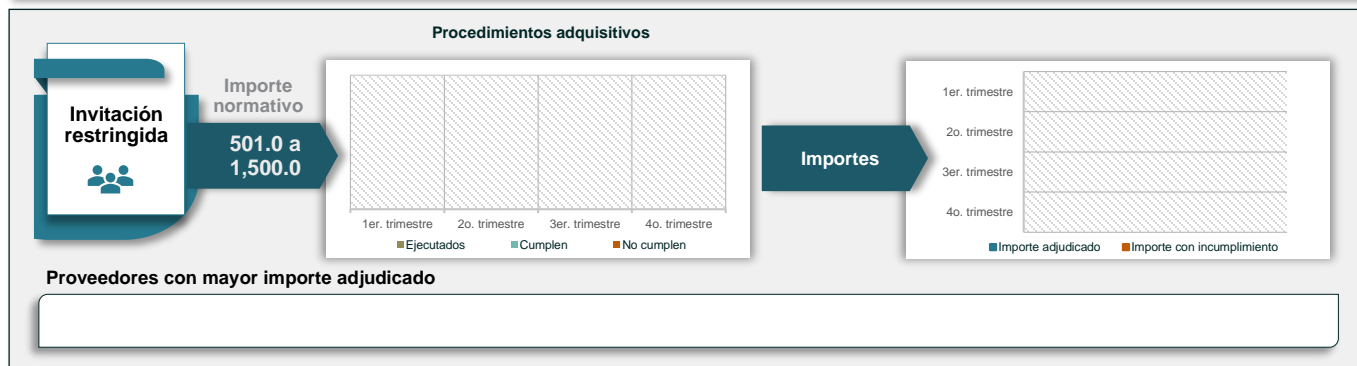 Procedimientos adquisitivos
Invitación
restringida
Importe
normativo
501.0 a
1,500.0
1er. trimestre 2o. trimestre 3er. trimestre 4o. trimestre
Ejecutados Cumplen No cumplen
Importes
1er. trimestre
2o. trimestre
3er. trimestre
4o. trimestre
Importe adjudicado Importe con incumplimiento
Proveedores con mayor importe adjudicado